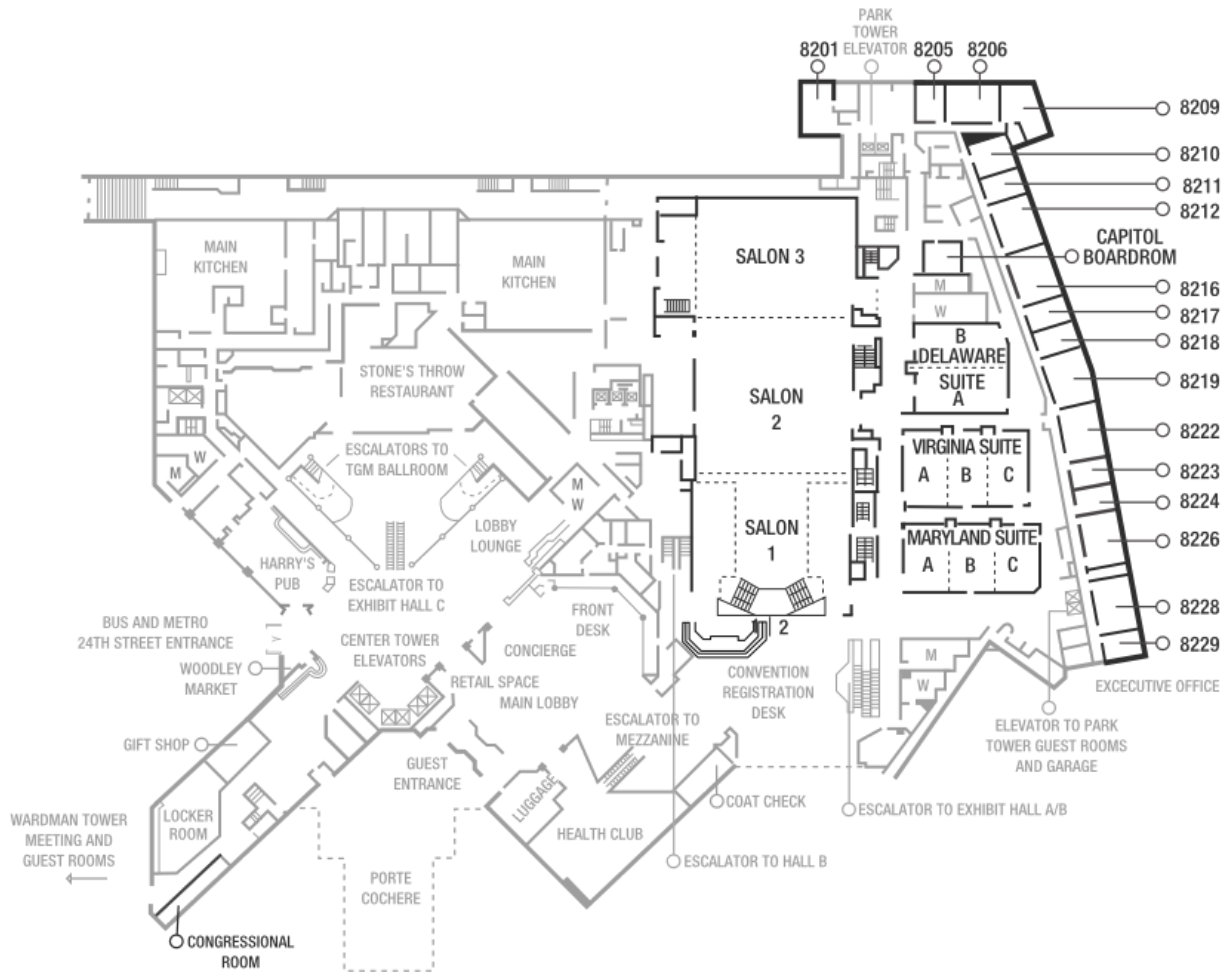 PARK
TOWER
ELEVATOR
8201
8205
8206
8209
8210
8211
8212
CAPITOL
BOARDROM
8216
8217
8218
8219
8222
8223
8224
8226
8228
8229
EXCECUTIVE OFFICE
MAIN
KITCHEN
MAIN
KITCHEN
SALON 3
M
W
B
DELAWARE
SUITE
A
STONE'S THROW
RESTAURANT
SALON
2
VIRGINIA SUITE
A B C
ESCALATORS TO
TGM BALLROOM
W
M
M
W
LOBBY
LOUNGE
SALON
1
MARYLAND SUITE
A B C
HARRY'S
PUB
ESCALATOR TO
EXHIBIT HALL C
FRONT
DESK
1 2
BUS AND METRO
24TH STREET ENTRANCE
CENTER TOWER
ELEVATORS
CONCIERGE
WOODLEY
MARKET
RETAIL SPACE
MAIN LOBBY
CONVENTION
REGISTRATION
DESK
M
W
GIFT SHOP
GUEST
ENTRANCE
ESCALATOR TO
MEZZANINE
ELEVATOR TO PARK
TOWER GUEST ROOMS
AND GARAGE
LOCKER
ROOM
LUGGAGE
HEALTH CLUB
COAT CHECK
ESCALATOR TO EXHIBIT HALL A/B
WARDMAN TOWER
MEETING AND
GUEST ROOMS
ESCALATOR TO HALL B
PORTE
COCHERE
CONGRESSIONAL
ROOM